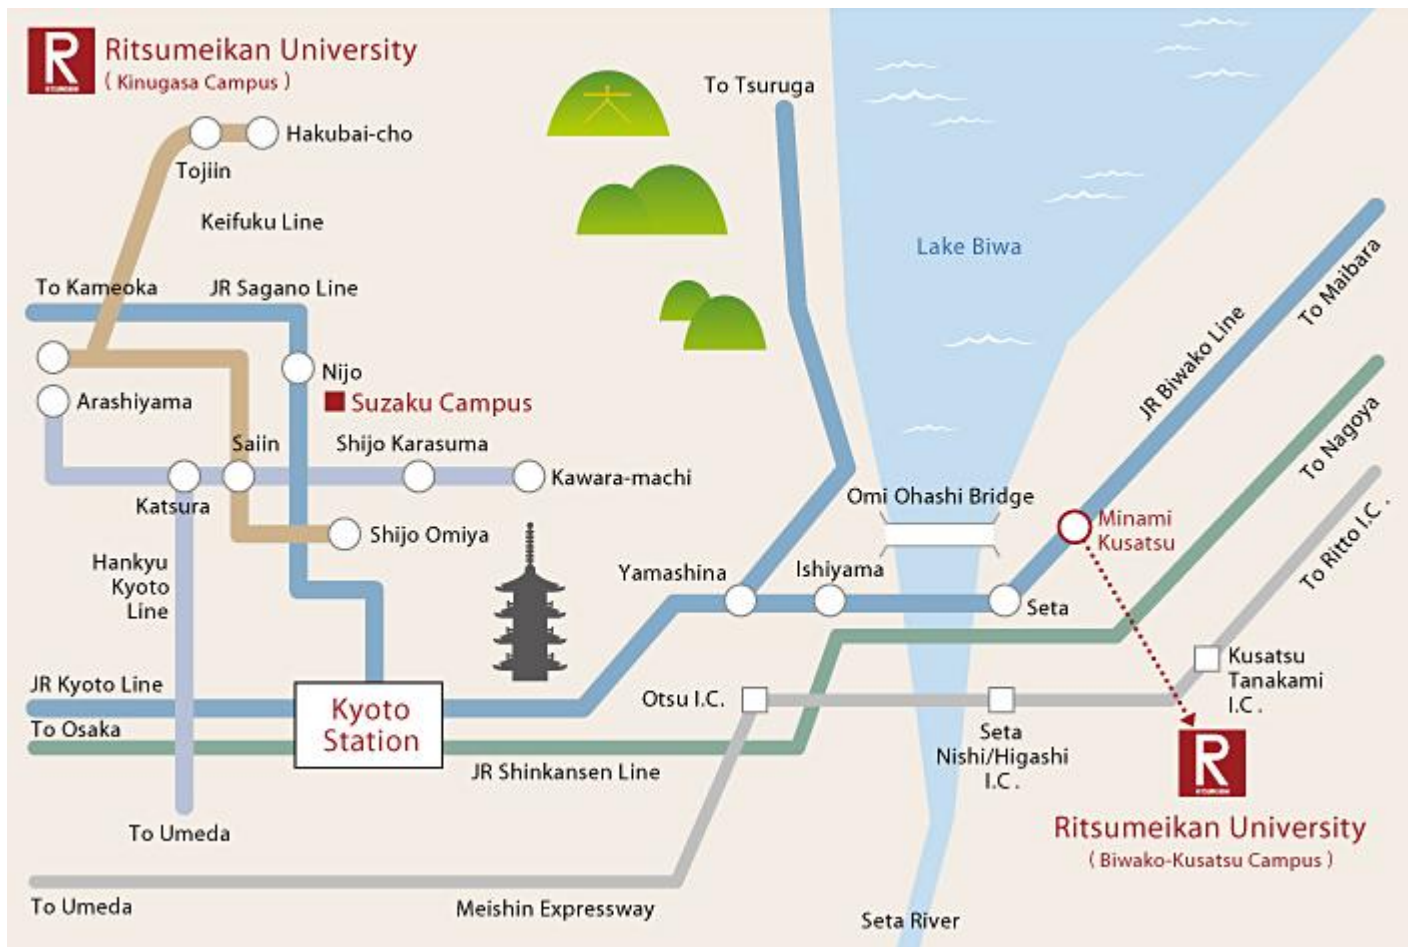 R
Ritsumeikan University
( Kinugasa Campus )
To Tsuruga
Hakubai-cho
Tojiin
Keifuku Line
Lake Biwa
To Maibara
To Kameoka
JR Sagano Line
JR Biwako Line
大
Nijo
Suzaku Campus
Arashiyama
To Nagoya
Saiin
Shijo Karasuma
Kawara-machi
Katsura
Omi Ohashi Bridge
Minami
Kusatsu
Shijo Omiya
To Ritto I.C.
Hankyu
Kyoto
Line
Yamashina
Ishiyama
Seta
JR Kyoto Line
Kyoto
Station
Otsu I.C.
Kusatsu
Tanakami
I.C.
To Osaka
JR Shinkansen Line
Seta
Nishi/Higashi
I.C.
R
To Umeda
Ritsumeikan University
( Biwako-Kusatsu Campus )
To Umeda
Meishin Expressway
Seta River